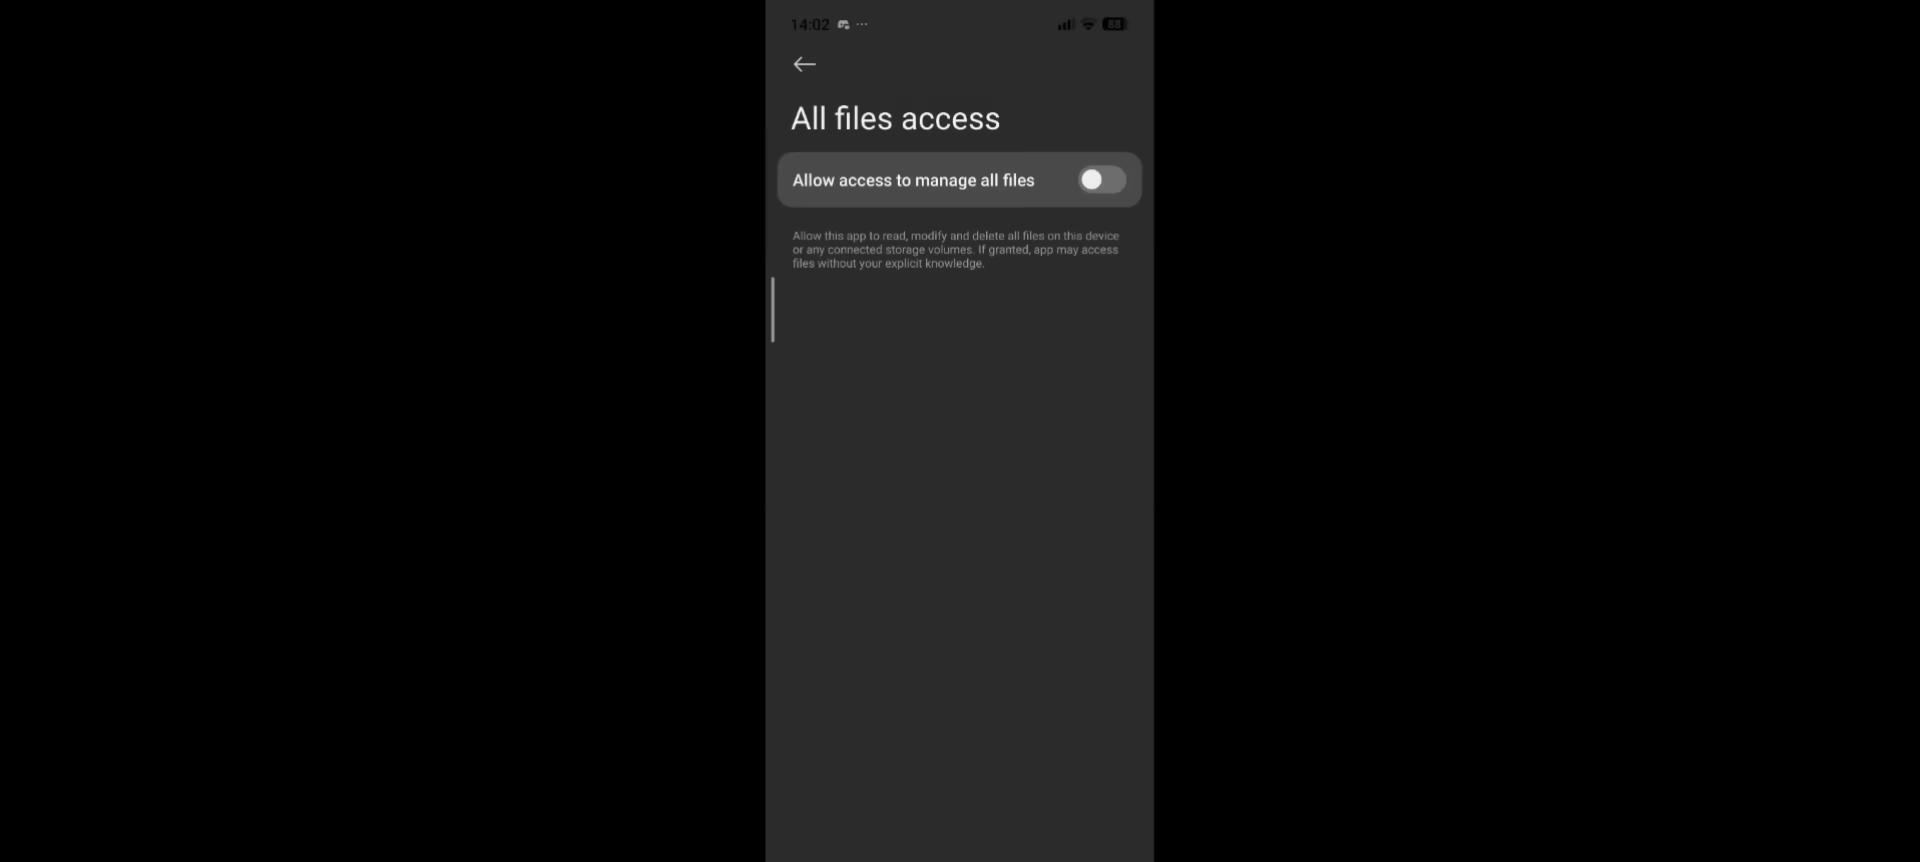 14:02 ...
88
All files access
Allow access to manage all files
Allow this app to read, modify and delete all files on this device
or any connected storage volumes. If granted, app may access
files without your explicit knowledge.